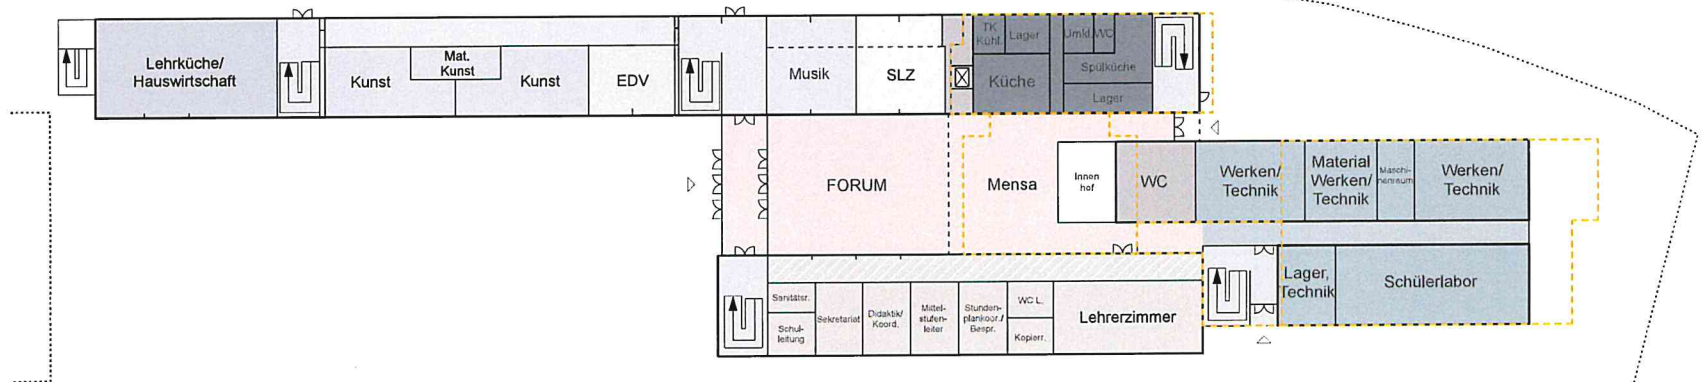 Lehrküche/
Hauswirtschaft
Kunst
Mat.
Kunst
Kunst
EDV
Musik
SLZ
TK
Kühl.
Lager
Umkl.
WC
Küche
Spülküche
Lager
FORUM
Mensa
Innen
hof
WC
Werken/
Technik
Material
Werken/
Technik
Maschi-
nenraum
Werken/
Technik
Lager,
Technik
Schülerlabor
Sanitätsr.
Schul-
leitung
Sekretariat
Didaktik/
Koord.
Mittel-
stufen-
leiter
Stunden-
plankoor./
Bespr.
WC L.
Kopierr.
Lehrerzimmer